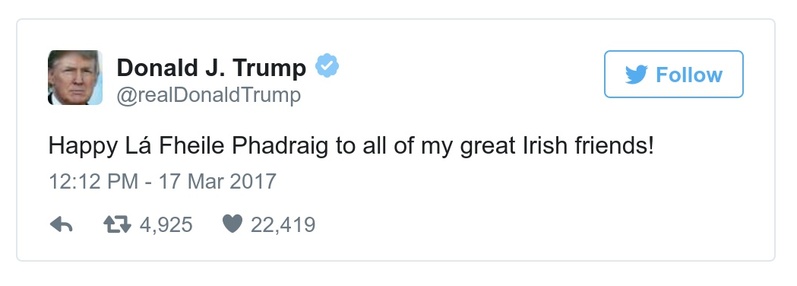 Donald J. Trump
@realDonaldTrump
Follow
Happy Lá Fheile Phadraig to all of my great Irish friends!
12:12 PM - 17 Mar 2017
4,925 22,419